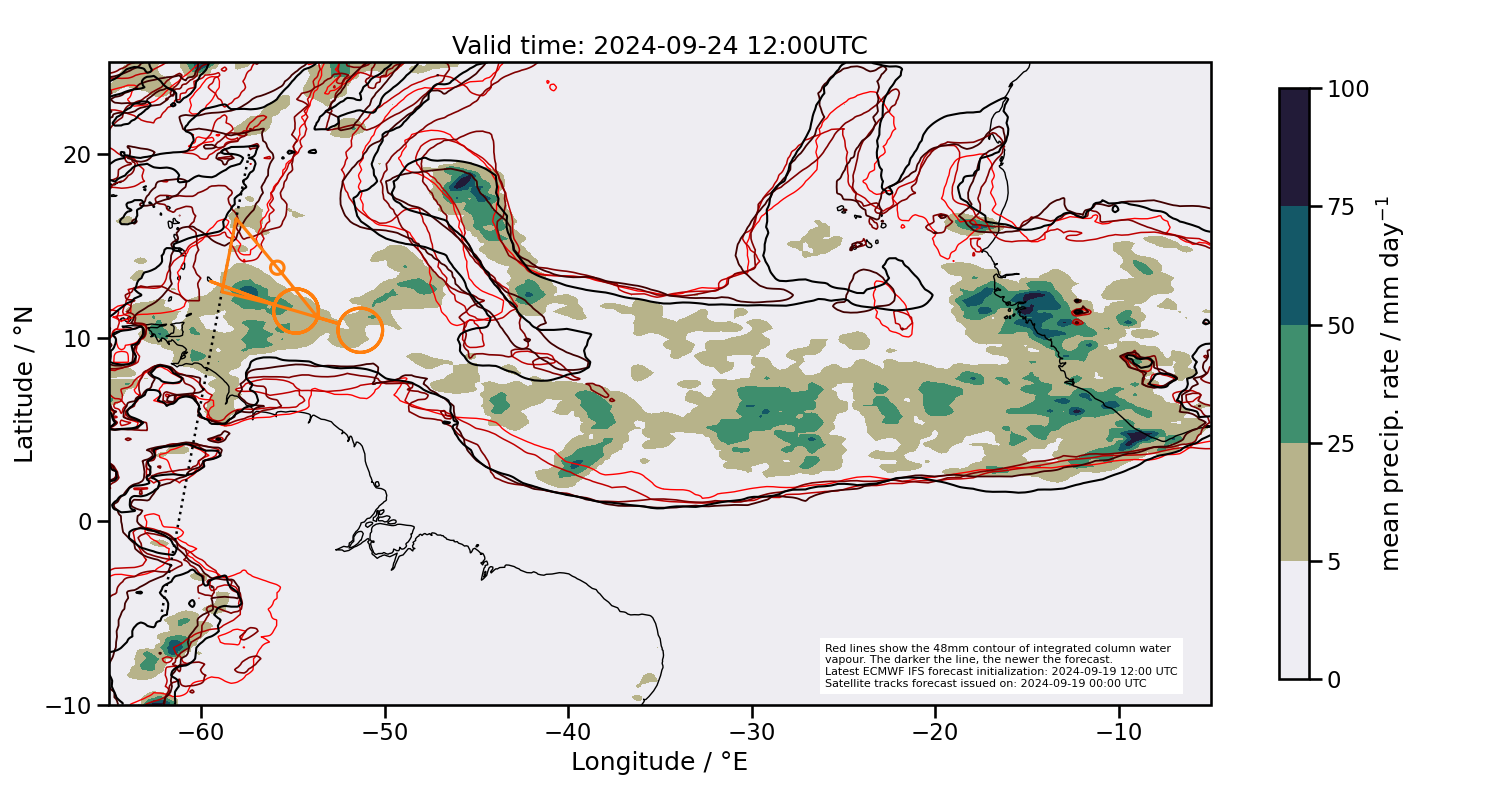 Valid time: 2024-09-24 12:00UTC
20
10
0
−10
Latitude / °N
−60
−50
−40
−30
−20
−10
Longitude / °E
Red lines show the 48mm contour of integrated column water
vapour. The darker the line, the newer the forecast.
Latest ECMWF IFS forecast initialization: 2024-09-19 12:00 UTC
Satellite tracks forecast issued on: 2024-09-19 00:00 UTC
100
75
50
25
5
0
mean precip. rate / mm day⁻¹